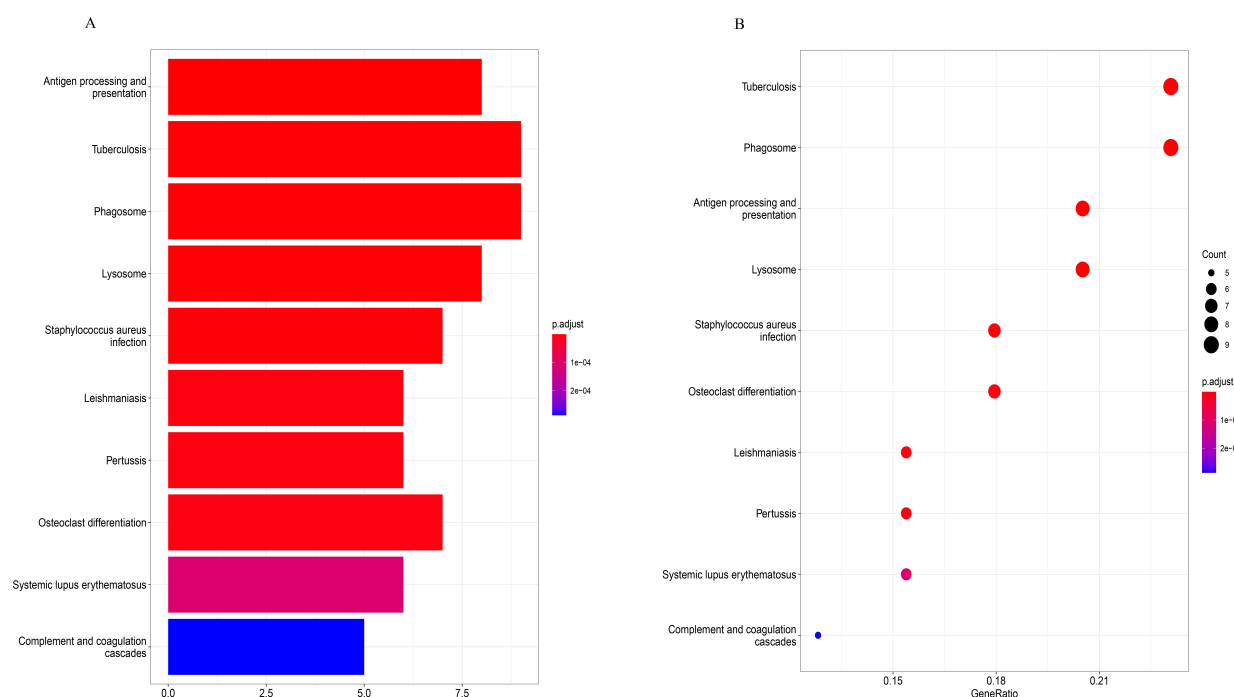 A
Antigen processing and
presentation
Tuberculosis
Phagosome
Lysosome
Staphylococcus aureus
infection
Leishmaniasis
Pertussis
Osteoclast differentiation
Systemic lupus erythematosus
Complement and coagulation
cascades
0.0 2.5 5.0 7.5
p.adjust
1e-04
2e-04
B
Tuberculosis
Phagosome
Antigen processing and
presentation
Lysosome
Staphylococcus aureus
infection
Osteoclast differentiation
Leishmaniasis
Pertussis
Systemic lupus erythematosus
Complement and coagulation
cascades
0.15 0.18 0.21
GeneRatio
Count
5
6
7
8
9
p.adjust